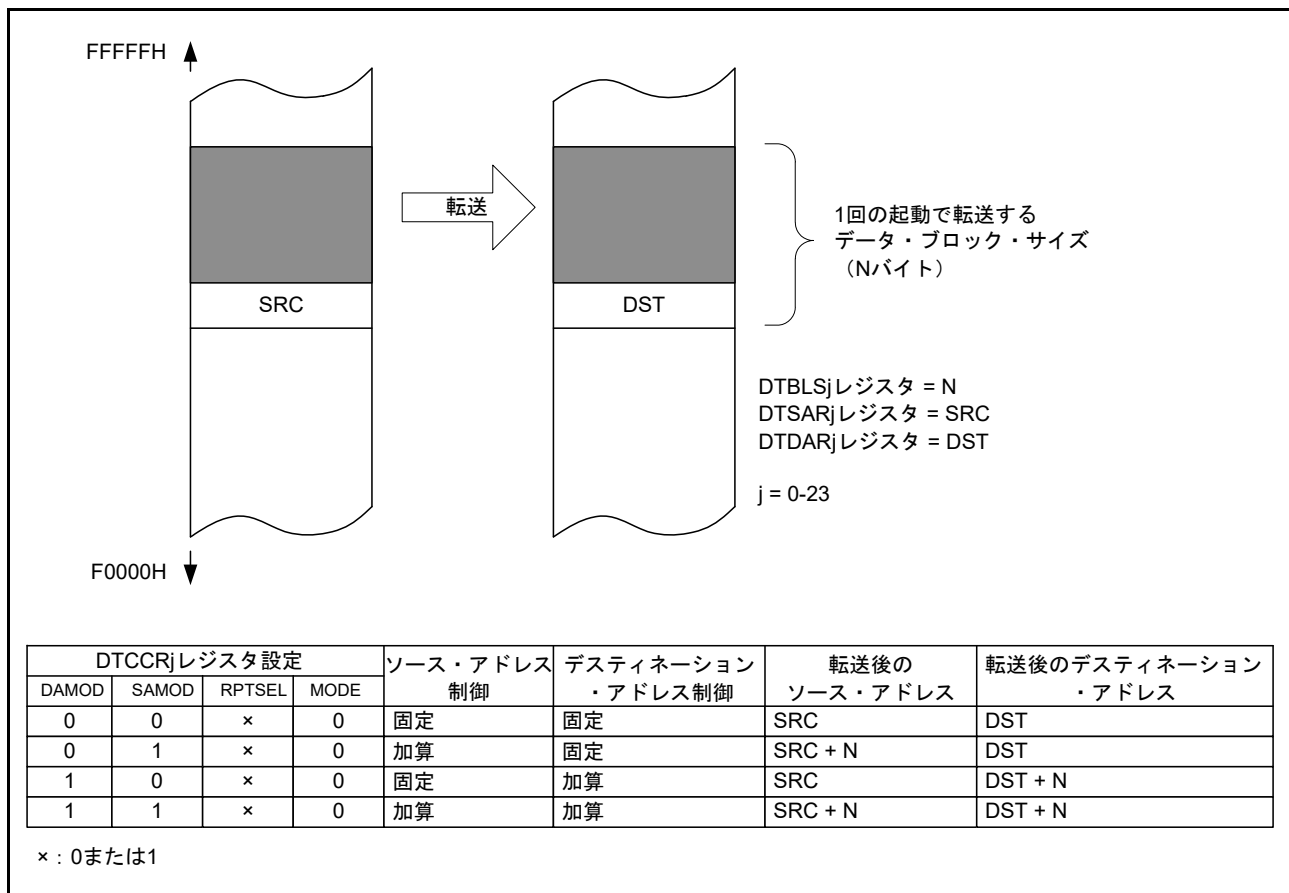 FFFFFH
転送
1回の起動で転送する
データ・ブロック・サイズ
（Nバイト）
SRC
DST
DTBLSjレジスタ = N
DTSARjレジスタ = SRC
DTDARjレジスタ = DST
j = 0-23
F0000H
DTCCRjレジスタ設定 ソース・アドレス制御 デスティネーション・アドレス制御 転送後のソース・アドレス 転送後のデスティネーション・アドレス
DAMOD SAMOD RPTSEL MODE
0 0 × 0 固定 固定 SRC DST
0 1 × 0 加算 固定 SRC + N DST
1 0 × 0 固定 加算 SRC DST + N
1 1 × 0 加算 加算 SRC + N DST + N
×：0または1